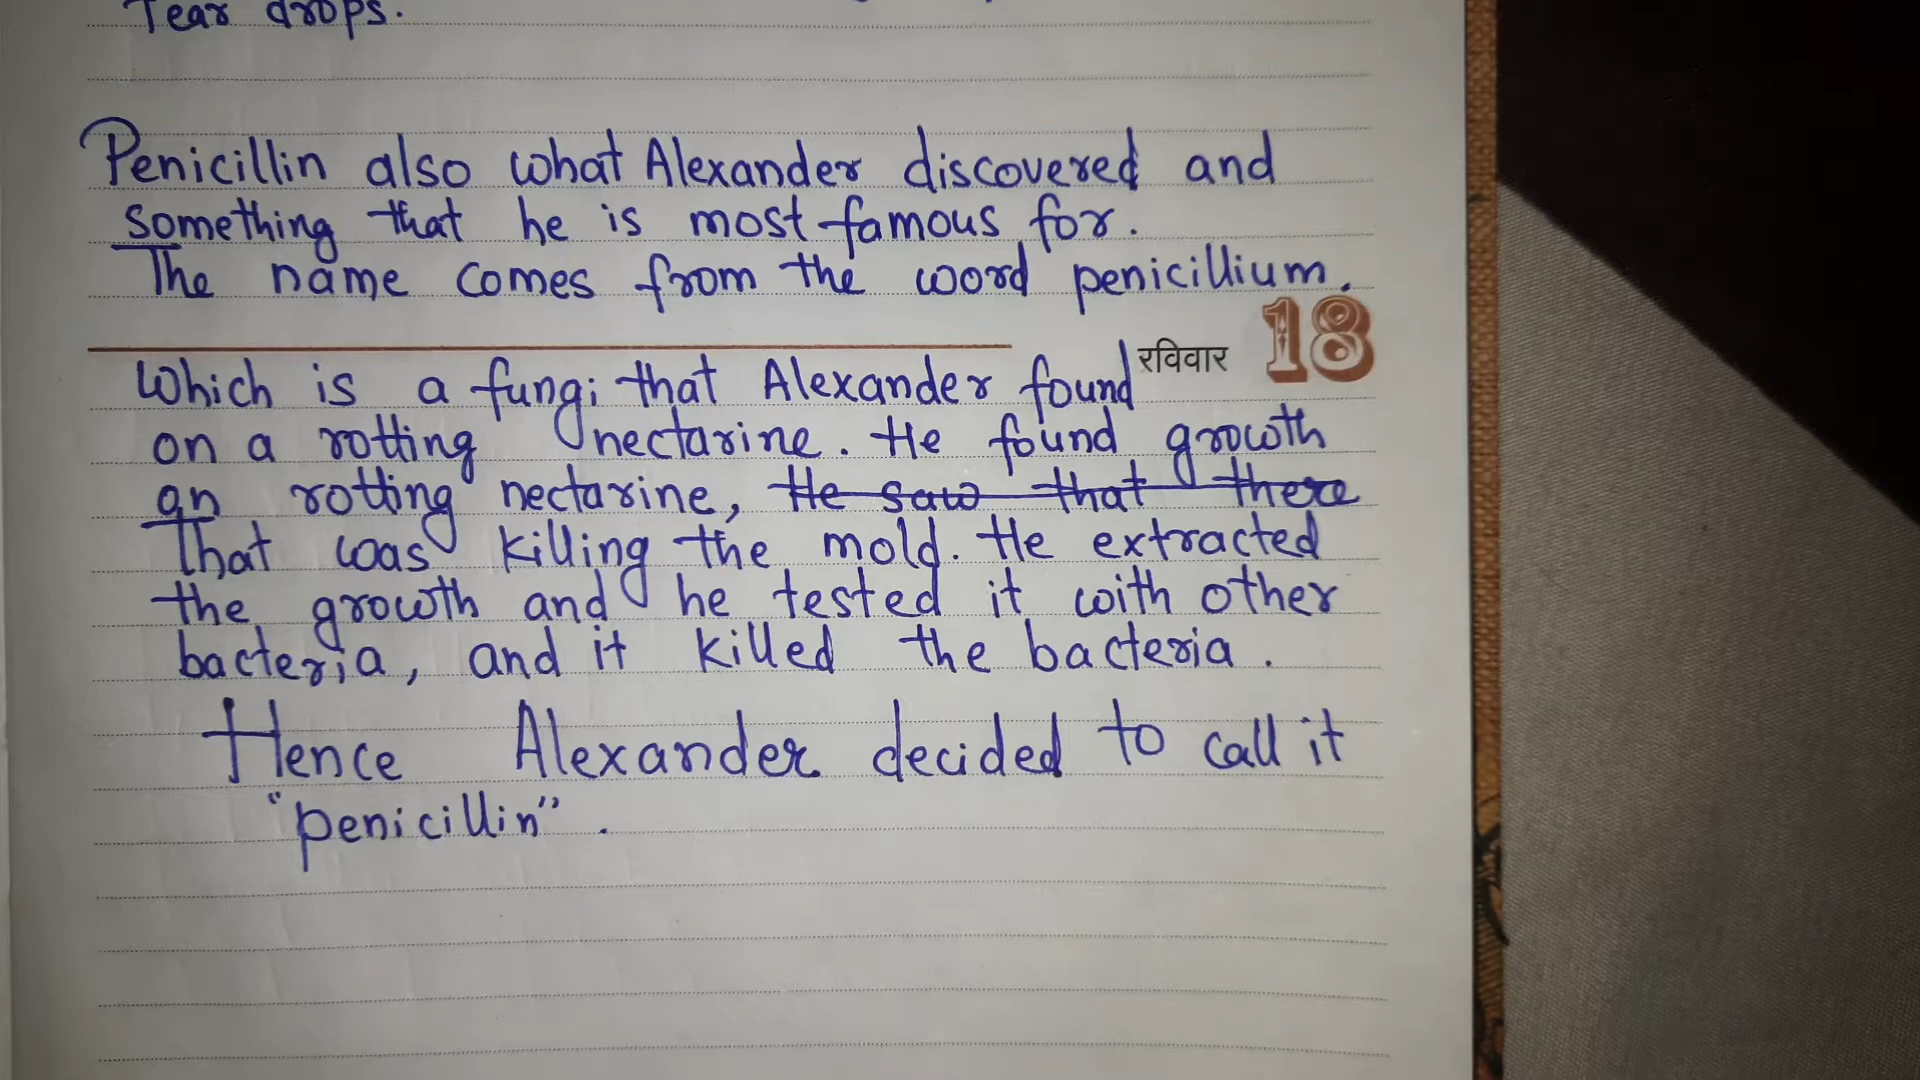 Tear drops.
Penicillin also what Alexander discovered and
something that he is most famous for.
The name comes from the word penicillium.
रविवार 18
Which is a fungi that Alexander found
on a rotting nectarine. He found growth
on rotting nectarine, He saw that there
That was killing the mold. He extracted
the growth and he tested it with other
bacteria, and it killed the bacteria.
Hence Alexander decided to call it
"penicillin".